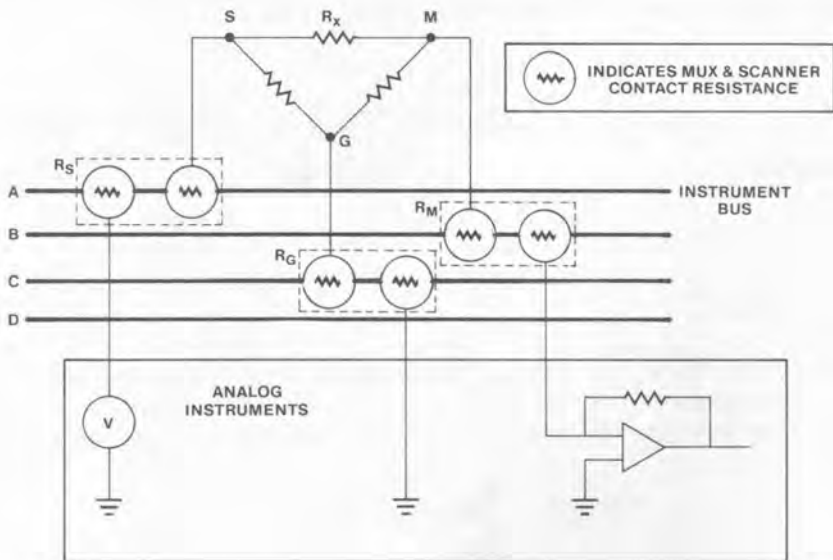 S
Rx
M
INDICATES MUX & SCANNER
CONTACT RESISTANCE
G
RS
A
INSTRUMENT
BUS
RM
B
RG
C
D
ANALOG
INSTRUMENTS
V